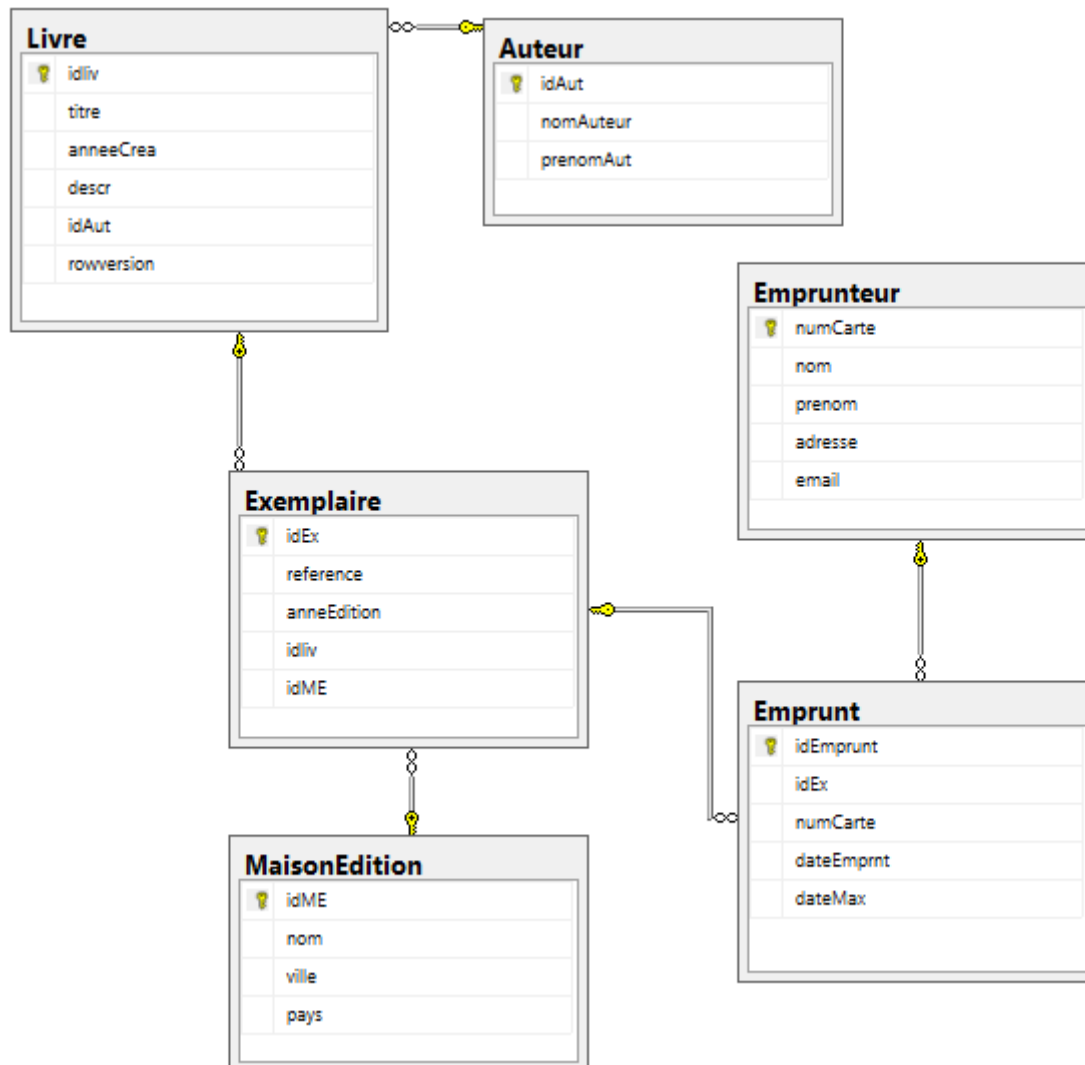 Livre
idliv
titre
anneeCrea
descr
idAut
rowversion
Auteur
idAut
nomAuteur
prenomAut
Emprunteur
numCarte
nom
prenom
adresse
email
Exemplaire
idEx
reference
anneEdition
idliv
idME
Emprunt
idEmprunt
idEx
numCarte
dateEmprnt
dateMax
MaisonEdition
idME
nom
ville
pays